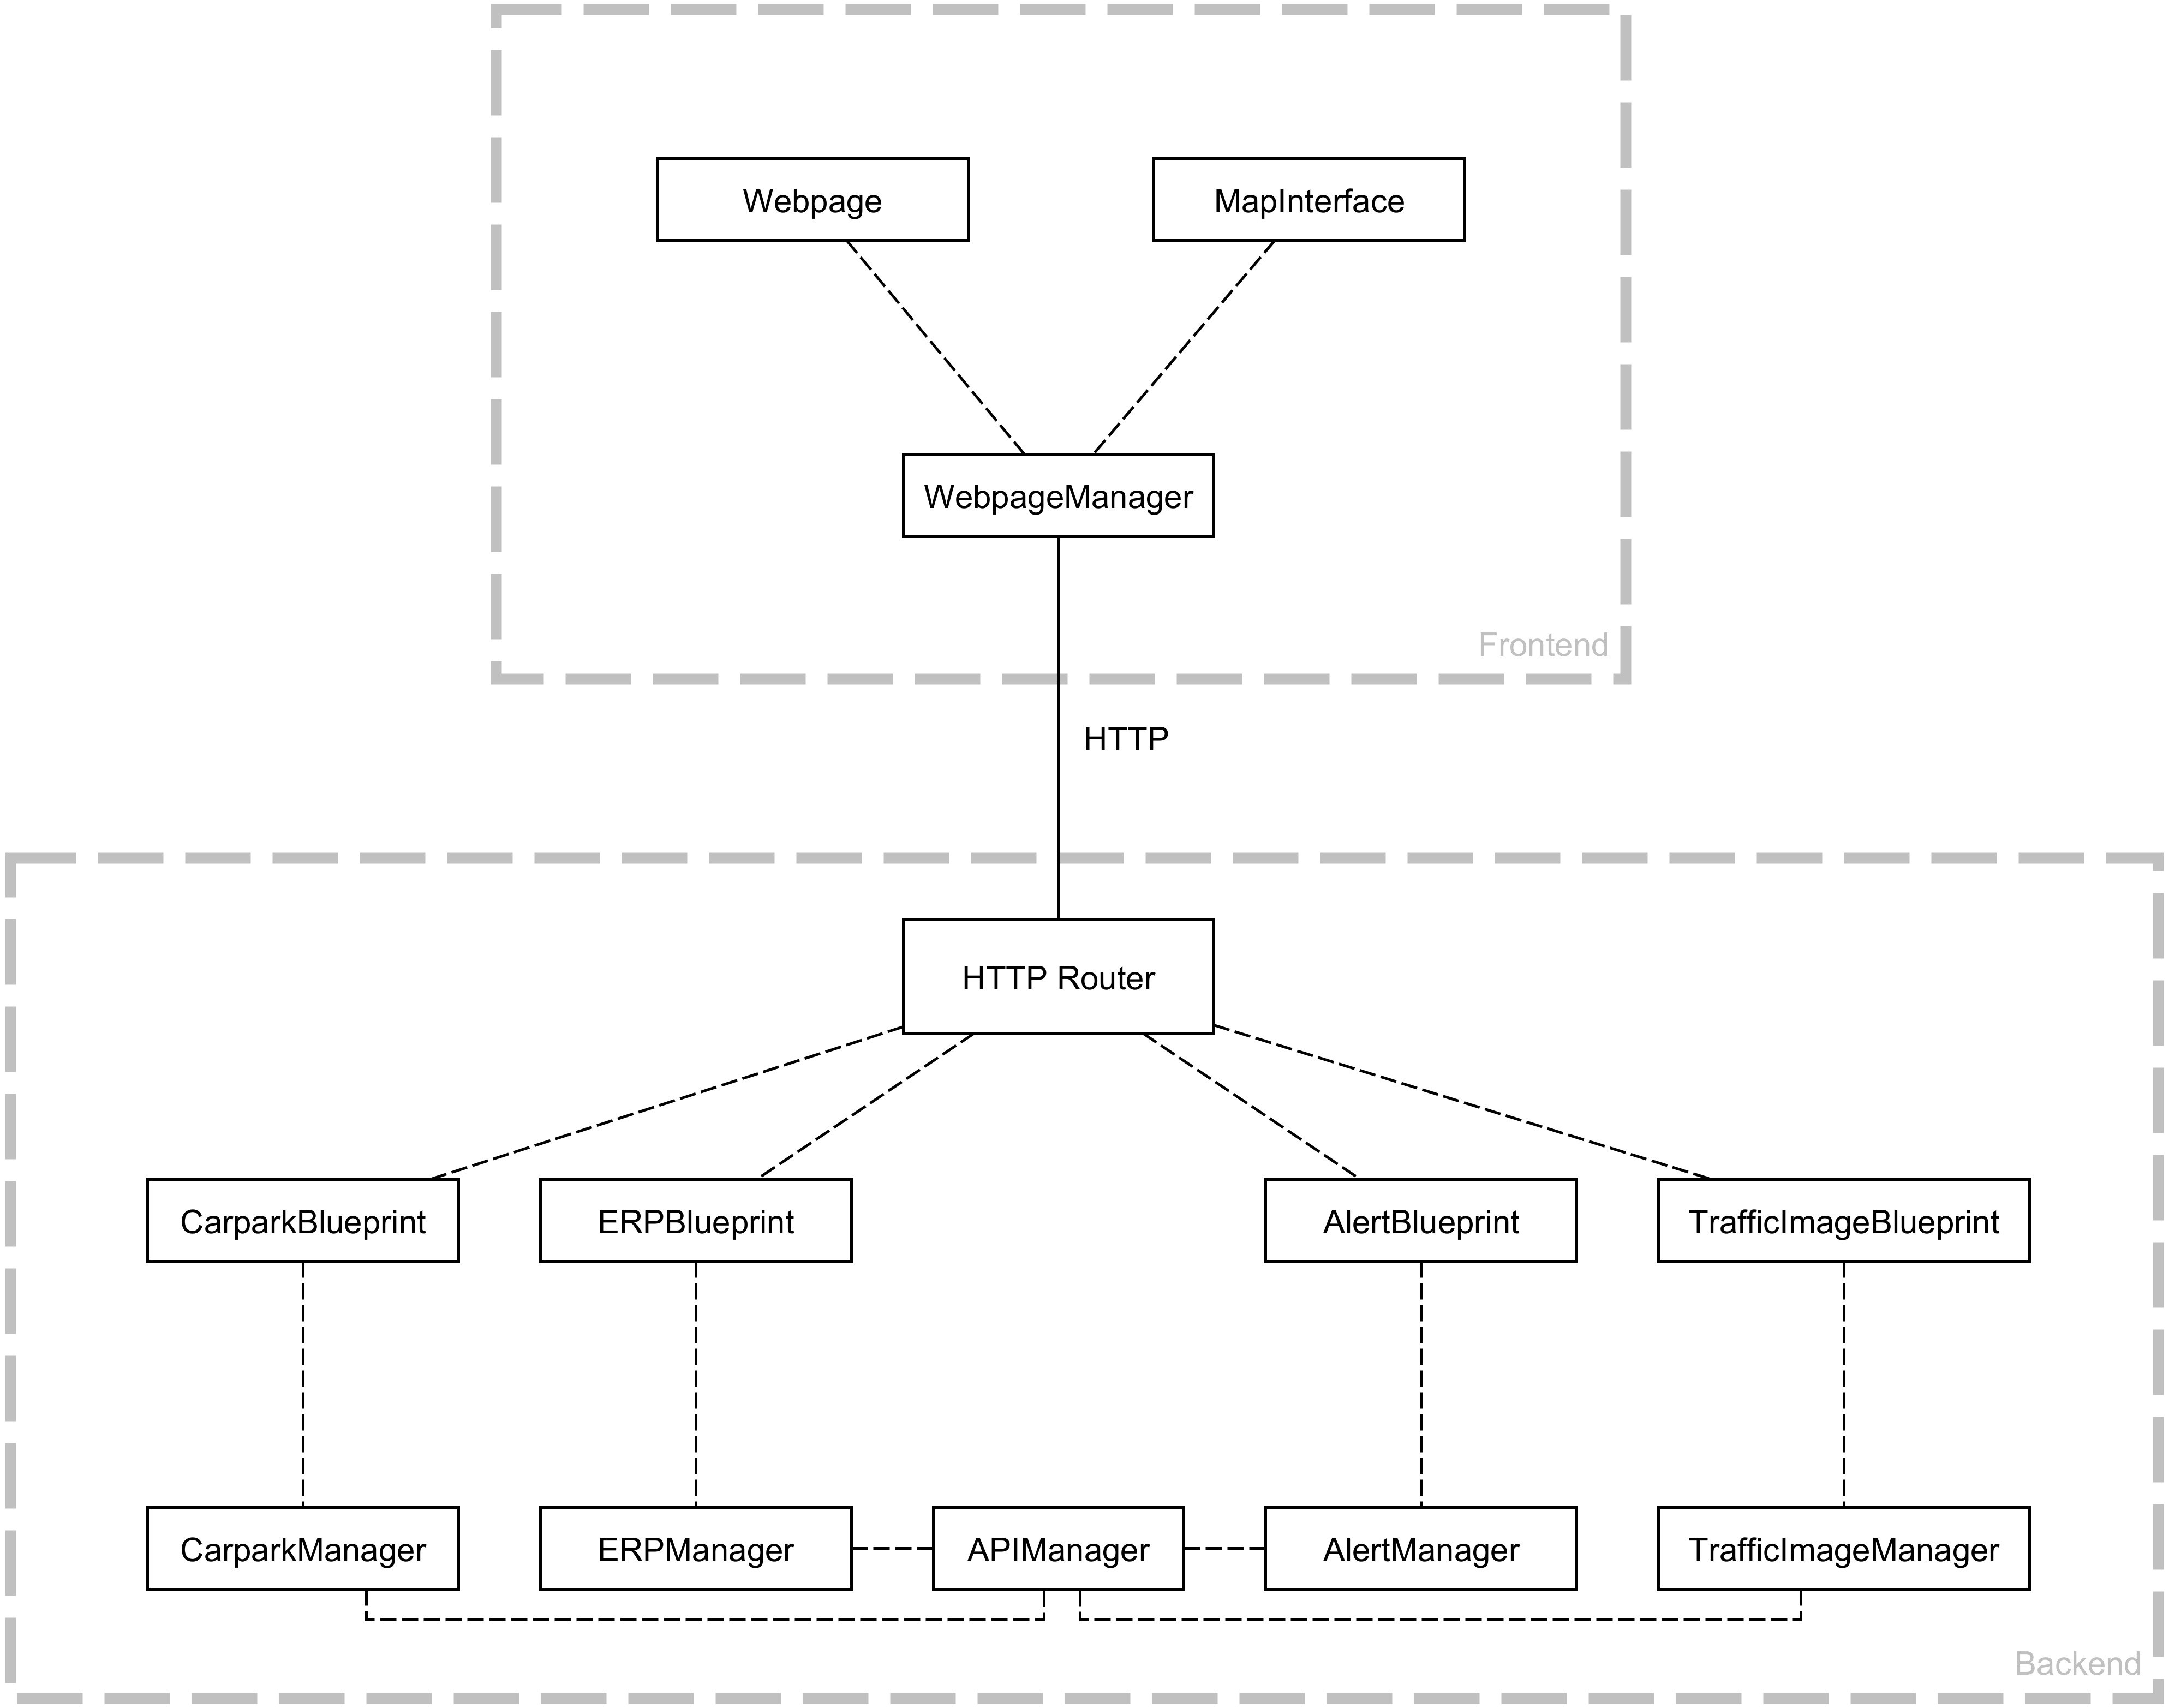 Webpage
MapInterface
WebpageManager
Frontend
HTTP
HTTP Router
CarparkBlueprint
ERPBlueprint
AlertBlueprint
TrafficImageBlueprint
CarparkManager
ERPManager
APIManager
AlertManager
TrafficImageManager
Backend